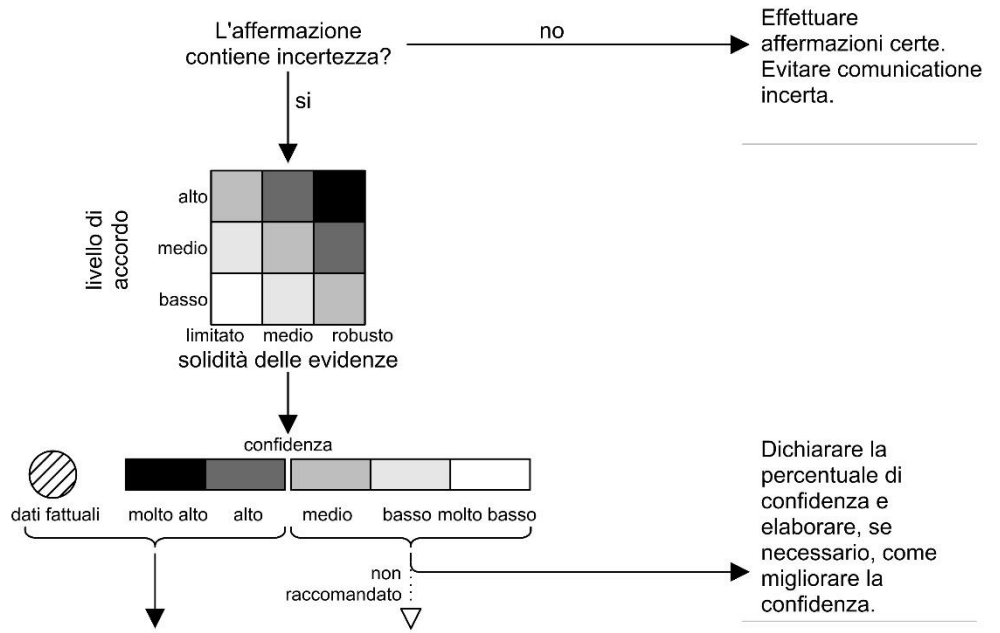 L'affermazione
contiene incertezza?
no
Effettuare
affermazioni certe.
Evitare comunicatione
incerta.
si
livello di
accordo
alto
medio
basso
limitato medio robusto
solidità delle evidenze
confidenza
dati fattuali molto alto alto medio basso molto basso
non
raccomandato
Dichiarare la
percentuale di
confidenza e
elaborare, se
necessario, come
migliorare la
confidenza.